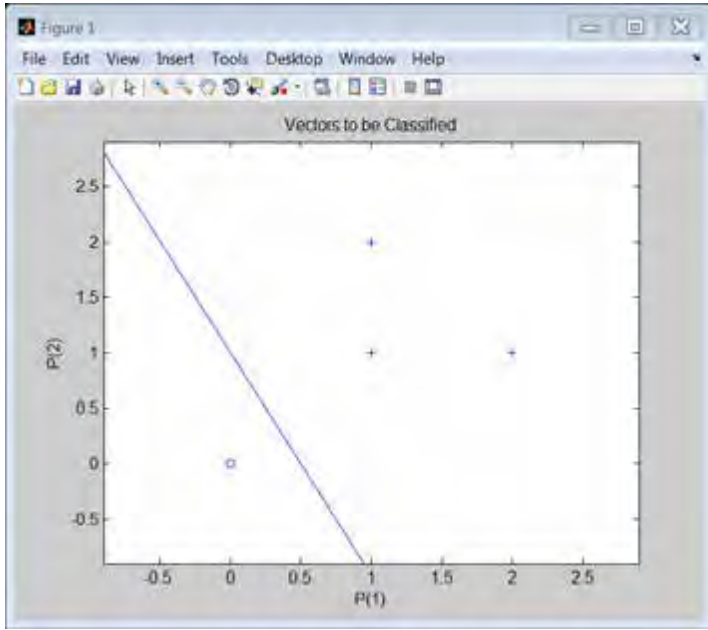 Figure 1
File Edit View Insert Tools Desktop Window Help
Vectors to be Classified
2.5
2
1.5
1
0.5
0
-0.5
P(2)
-0.5 0 0.5 1 1.5 2 2.5
P(1)